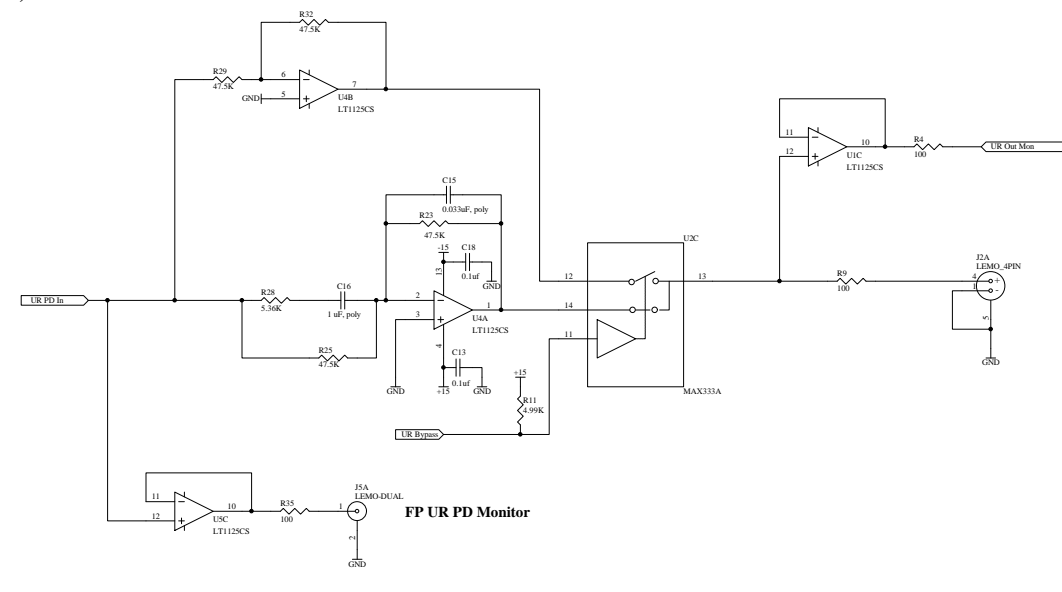 R32
47.5K
R29
47.5K
6
5
7
GND
U4B
LT1125CS
11
12
10
U1C
LT1125CS
R4
100
UR Out Mon
C15
0.033uF, poly
R23
47.5K
-15
C18
0.1uf
GND
13
U2C
12
14
11
13
MAX333A
J2A
LEMO_4PIN
R9
100
4
1
+
-
5
GND
UR PD In
R28
5.36K
C16
1 uF, poly
2
3
1
U4A
LT1125CS
4
R25
47.5K
C13
0.1uf
GND
+15
GND
+15
R11
4.99K
UR Bypass
11
12
10
U5C
LT1125CS
R35
100
J5A
LEMO-DUAL
1
2
GND
FP UR PD Monitor